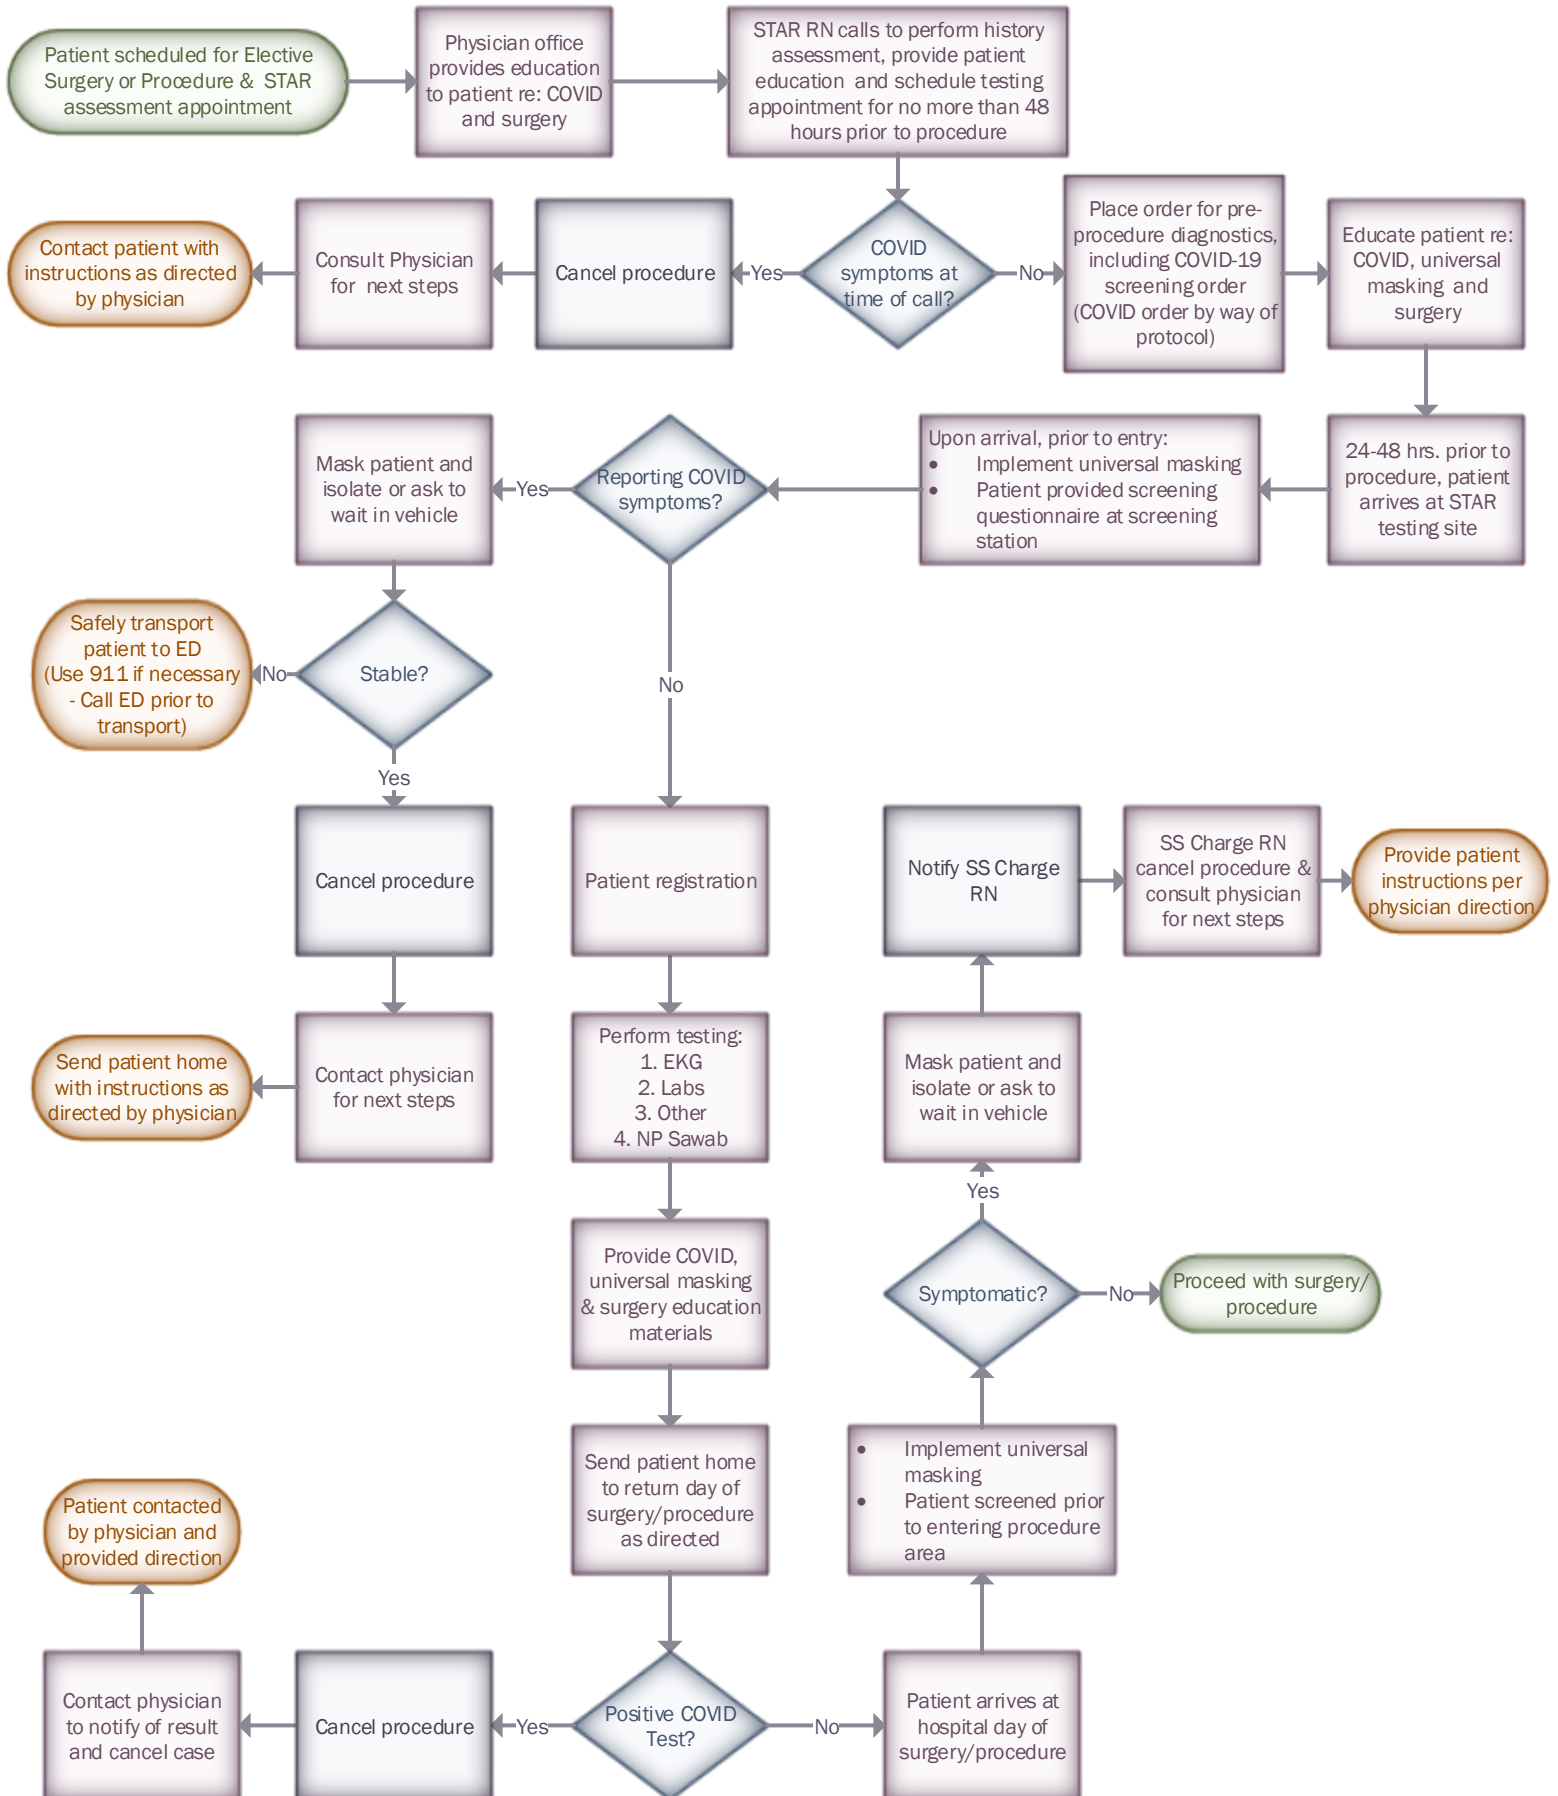 Patient scheduled for Elective
Surgery or Procedure & STAR
assessment appointment
Physician office
provides education
to patient re: COVID
and surgery
STAR RN calls to perform history
assessment, provide patient
education and schedule testing
appointment for no more than 48
hours prior to procedure
Contact patient with
instructions as directed
by physician
Consult Physician
for next steps
Cancel procedure
Yes
COVID
symptoms at
time of call?
No
Place order for pre-
procedure diagnostics,
including COVID-19
screening order
(COVID order by way of
protocol)
Educate patient re:
COVID, universal
masking and
surgery
Mask patient and
isolate or ask to
wait in vehicle
Yes
Reporting COVID
symptoms?
Upon arrival, prior to entry:
• Implement universal masking
• Patient provided screening
questionnaire at screening
station
24-48 hrs. prior to
procedure, patient
arrives at STAR
testing site
Safely transport
patient to ED
(Use 911 if necessary
- Call ED prior to
transport)
No
Stable?
No
Yes
Cancel procedure
Patient registration
Notify SS Charge
RN
SS Charge RN
cancel procedure &
consult physician
for next steps
Provide patient
instructions per
physician direction
Send patient home
with instructions as
directed by physician
Contact physician
for next steps
Perform testing:
1. EKG
2. Labs
3. Other
4. NP Sawab
Mask patient and
isolate or ask to
wait in vehicle
Yes
Provide COVID,
universal masking
& surgery education
materials
Symptomatic?
No
Proceed with surgery/
procedure
Send patient home
to return day of
surgery/procedure
as directed
• Implement universal
masking
• Patient screened prior
to entering procedure
area
Patient contacted
by physician and
provided direction
Contact physician
to notify of result
and cancel case
Cancel procedure
Yes
Positive COVID
Test?
No
Patient arrives at
hospital day of
surgery/procedure